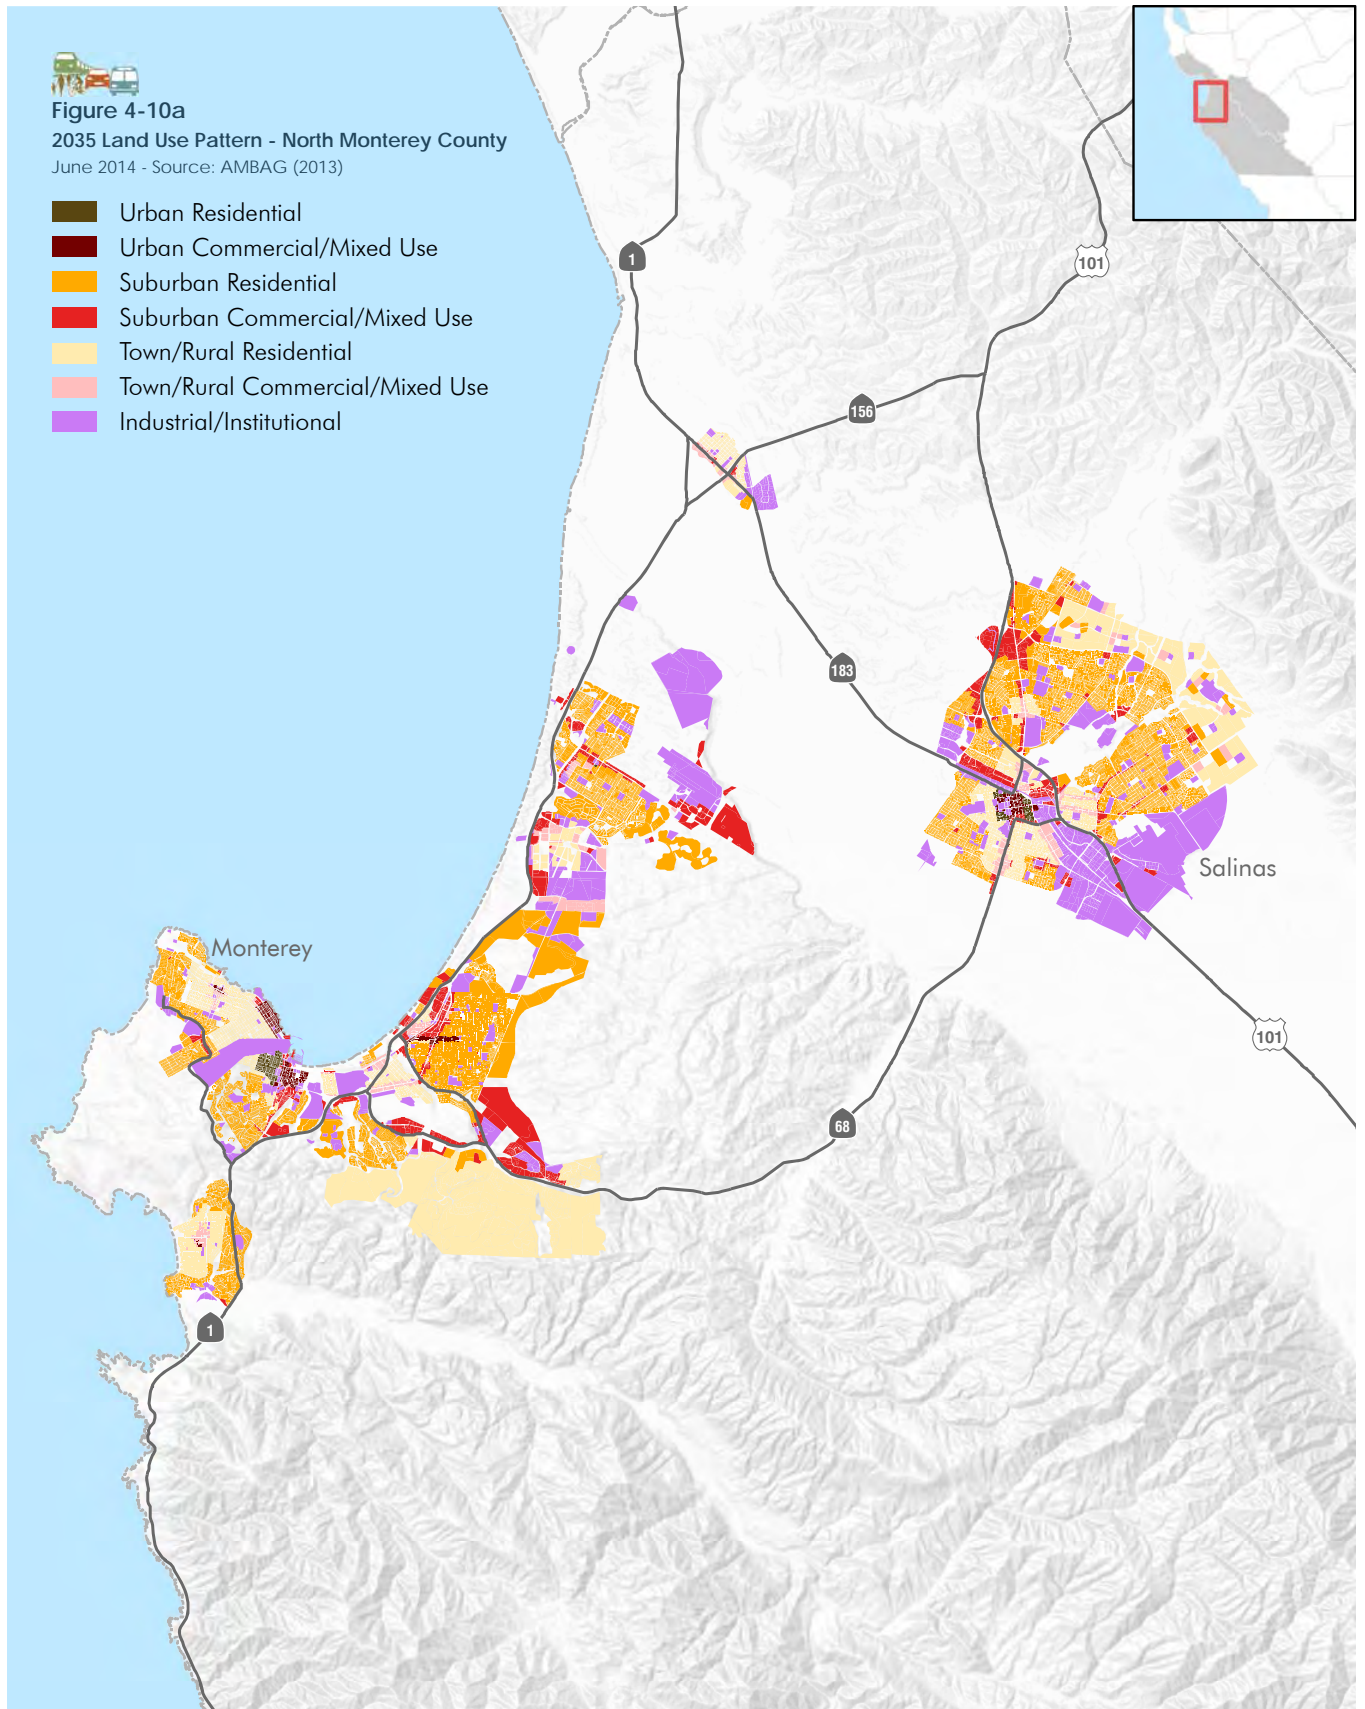 Figure 4-10a
2035 Land Use Pattern - North Monterey County
June 2014 - Source: AMBAG (2013)
Urban Residential
Urban Commercial/Mixed Use
Suburban Residential
Suburban Commercial/Mixed Use
Town/Rural Residential
Town/Rural Commercial/Mixed Use
Industrial/Institutional
1
101
156
183
Salinas
Monterey
101
68
1